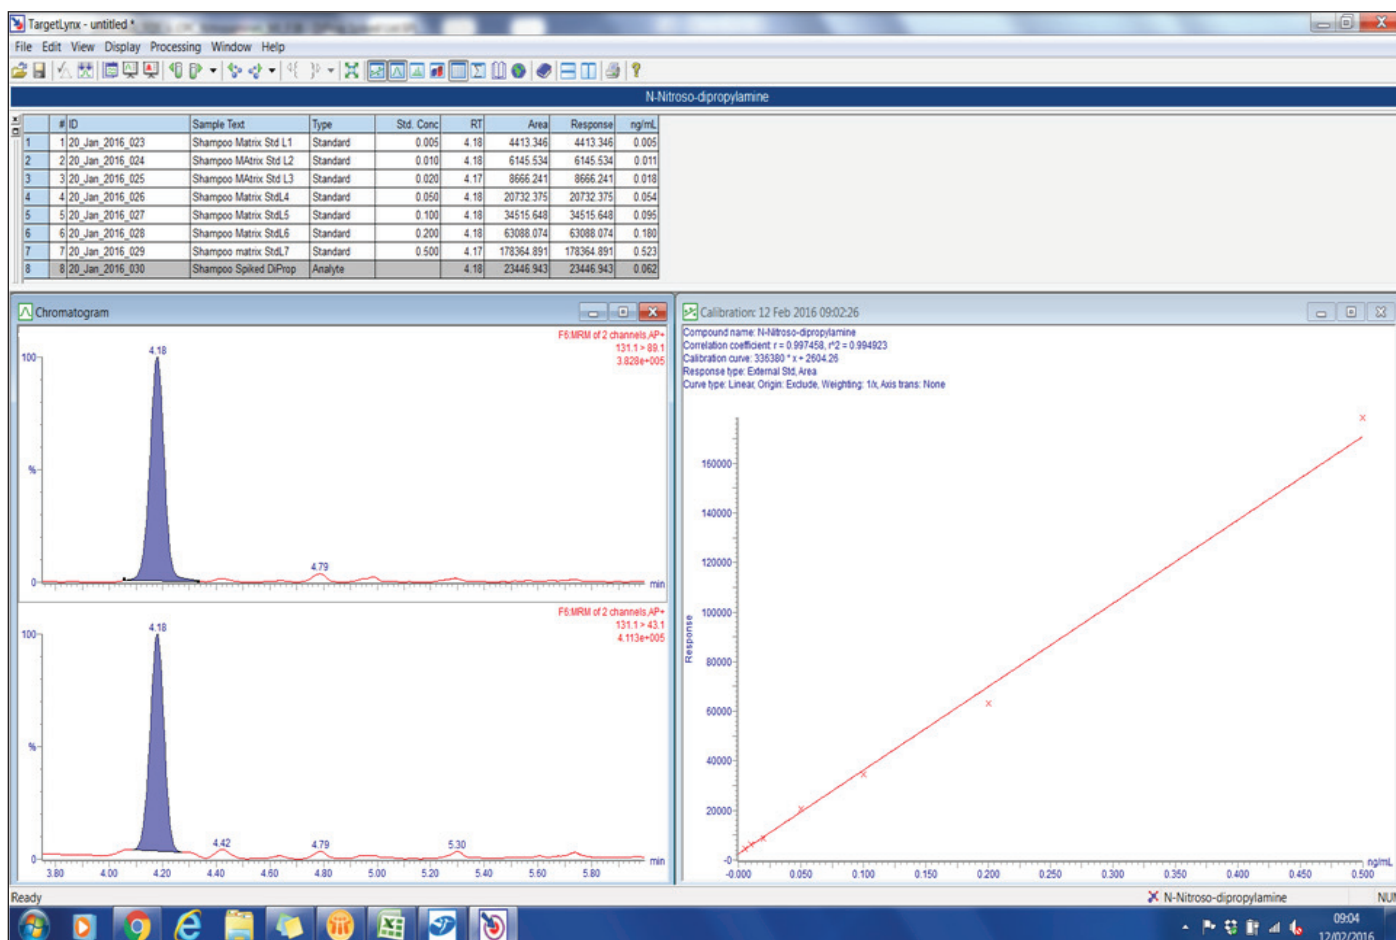 TargetLynx - untitled *
File Edit View Display Processing Window Help
N-Nitroso-dipropylamine
# ID Sample Text Type Std. Conc RT Area Response ng/mL
1 1 20_Jan_2016_023 Shampoo Matrix Std L1 Standard 0.005 4.18 4413.346 4413.346 0.005
2 2 20_Jan_2016_024 Shampoo MAtrix Std L2 Standard 0.010 4.18 6145.534 6145.534 0.011
3 3 20_Jan_2016_025 Shampoo MAtrix Std L3 Standard 0.020 4.17 8666.241 8666.241 0.018
4 4 20_Jan_2016_026 Shampoo Matrix StdL4 Standard 0.050 4.18 20732.375 20732.375 0.054
5 5 20_Jan_2016_027 Shampoo Matrix StdL5 Standard 0.100 4.18 34515.648 34515.648 0.095
6 6 20_Jan_2016_028 Shampoo Matrix StdL6 Standard 0.200 4.18 63088.074 63088.074 0.180
7 7 20_Jan_2016_029 Shampoo matrix StdL7 Standard 0.500 4.17 178364.891 178364.891 0.523
8 8 20_Jan_2016_030 Shampoo Spiked DiProp Analyte 4.18 23446.943 23446.943 0.062
Chromatogram
F6:MRM of 2 channels,AP+
131.1 > 89.1
3.828e+005
4.18
100
%
4.79
0
min
F6:MRM of 2 channels,AP+
131.1 > 43.1
4.113e+005
4.18
100
%
4.42 4.79 5.30
0
min
3.80 4.00 4.20 4.40 4.60 4.80 5.00 5.20 5.40 5.60 5.80
Calibration: 12 Feb 2016 09:02:26
Compound name: N-Nitroso-dipropylamine
Correlation coefficient: r = 0.997458, r^2 = 0.994923
Calibration curve: 336380 * x + 2604.26
Response type: External Std, Area
Curve type: Linear, Origin: Exclude, Weighting: 1/x, Axis trans: None
160000
140000
120000
100000
Response
80000
60000
40000
20000
-0
ng/mL
-0.000 0.050 0.100 0.150 0.200 0.250 0.300 0.350 0.400 0.450 0.500
Ready
N-Nitroso-dipropylamine
NUM
09:04
12/02/2016